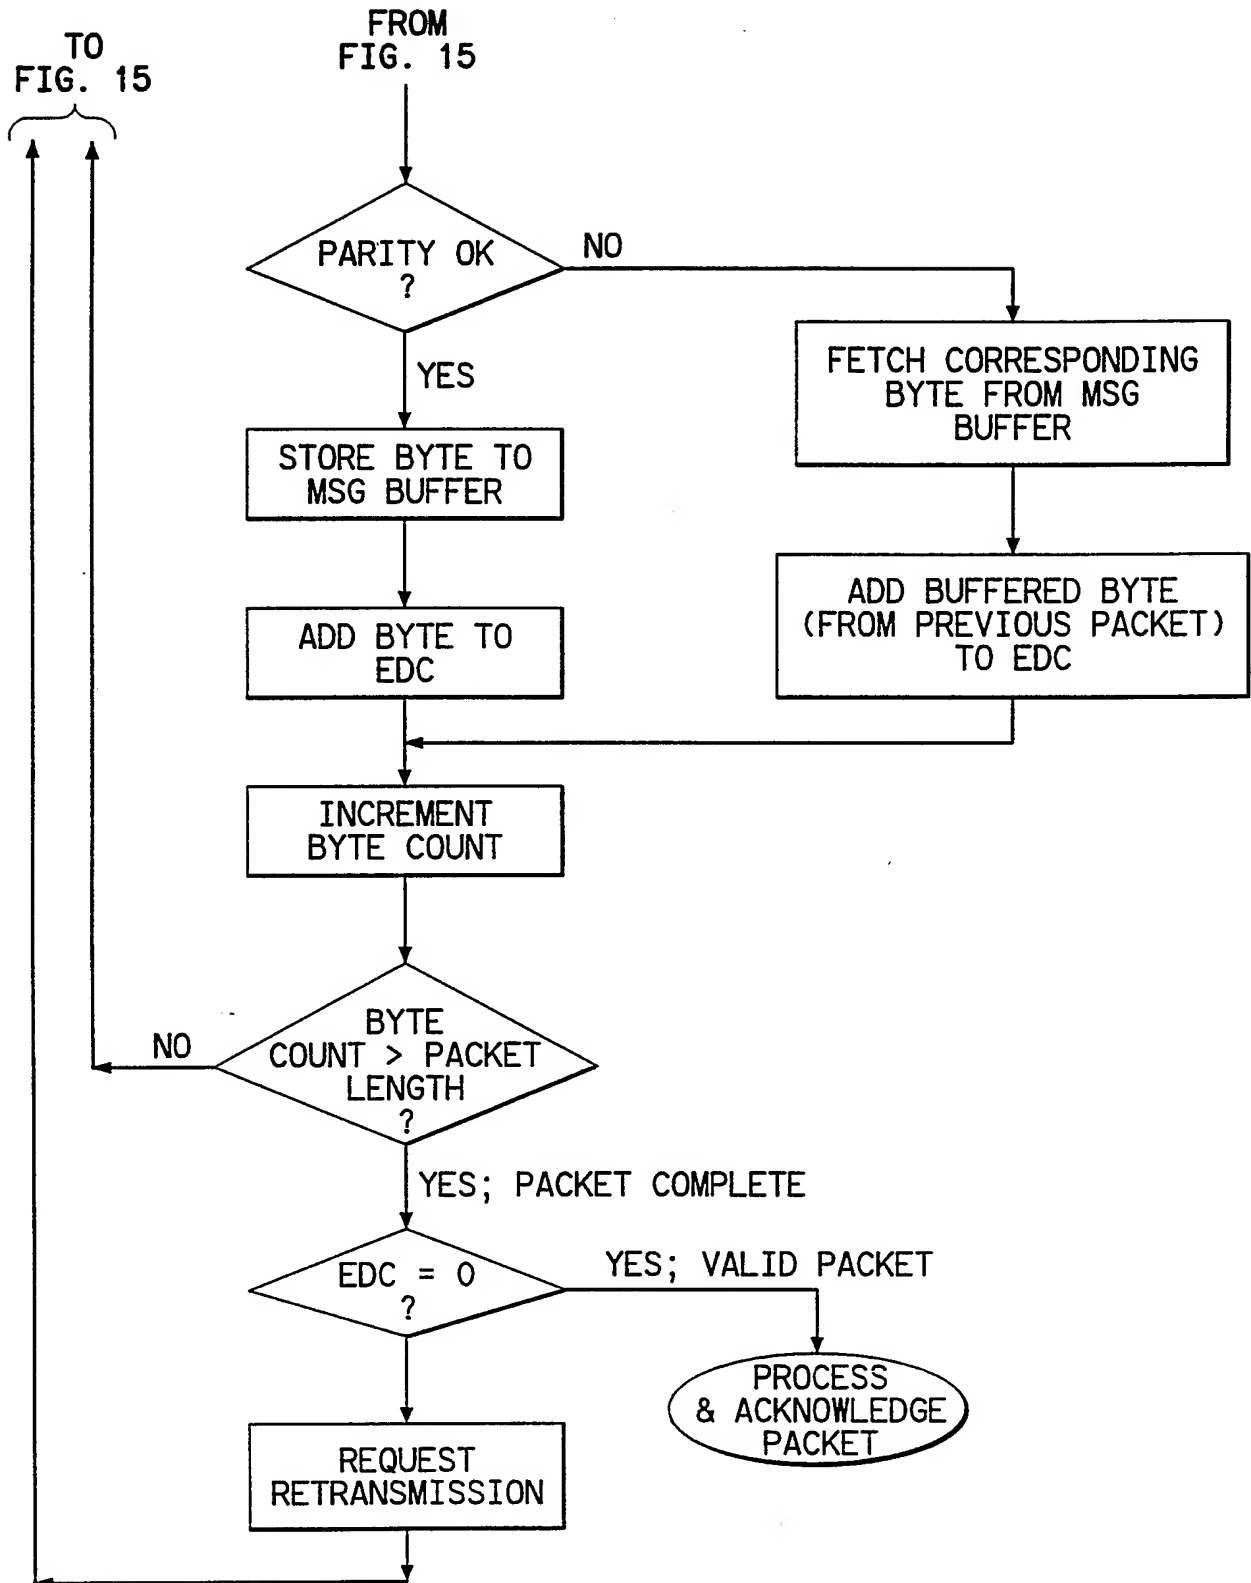 FROM
FIG. 15
TO
FIG. 15
PARITY OK
?
NO
YES
FETCH CORRESPONDING
BYTE FROM MSG
BUFFER
STORE BYTE TO
MSG BUFFER
ADD BUFFERED BYTE
(FROM PREVIOUS PACKET)
TO EDC
ADD BYTE TO
EDC
INCREMENT
BYTE COUNT
BYTE
COUNT > PACKET
LENGTH
?
NO
YES; PACKET COMPLETE
EDC = 0
?
YES; VALID PACKET
PROCESS
& ACKNOWLEDGE
PACKET
REQUEST
RETRANSMISSION